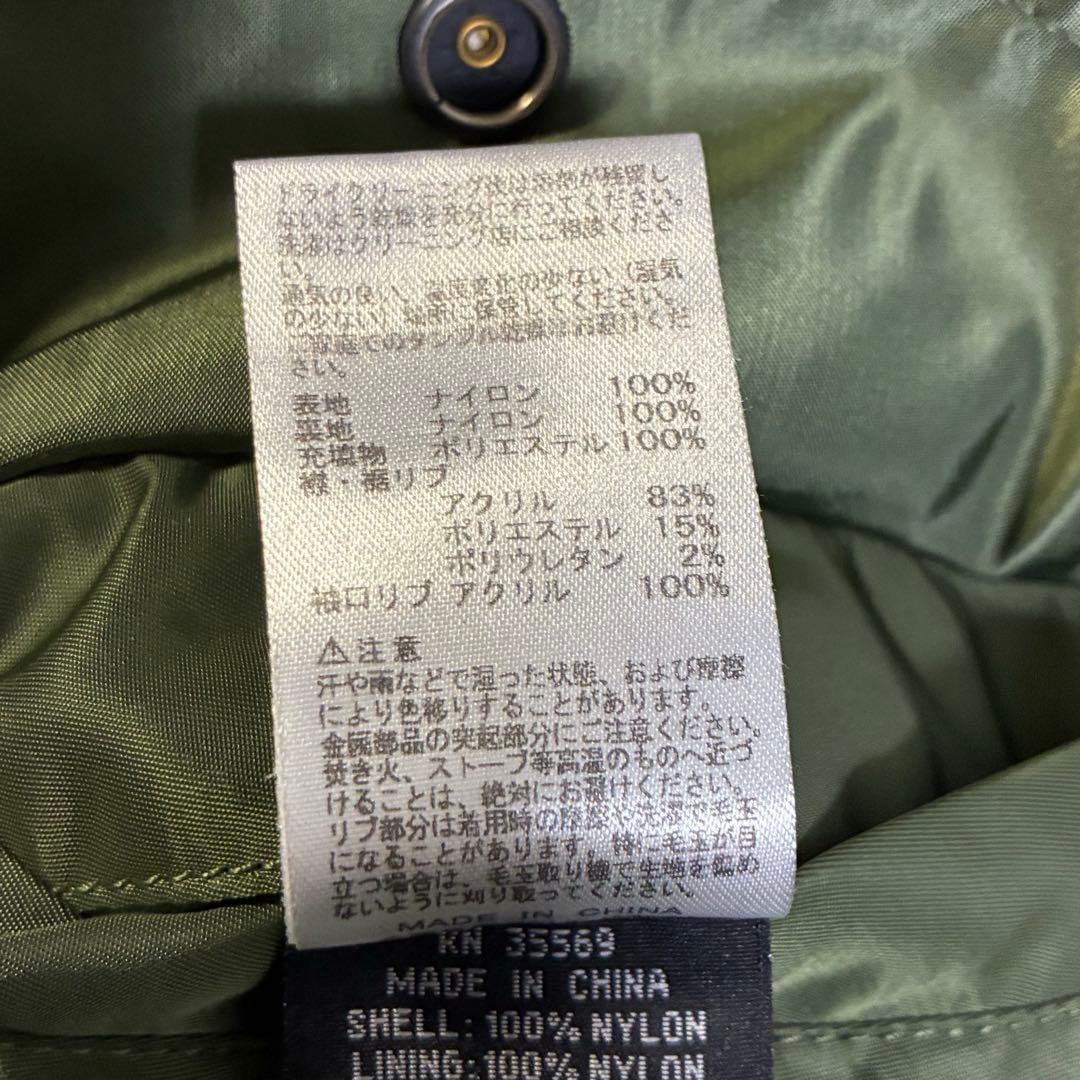 ドライクリーニング後は溶剤が残留し
ないよう乾燥を充分に行ってください。
洗濯はクリーニング店にご相談くださ
い。
通気の良い、温度変化の少ない（湿気
の少ない）場所に保管してください。
ご家庭でのタンブル乾燥はお避けくだ
さい。
表地 ナイロン 100%
裏地 ナイロン 100%
充填物 ポリエステル 100%
襟・裾リブ
アクリル 83%
ポリエステル 15%
ポリウレタン 2%
袖口リブ アクリル 100%
⚠注意
汗や雨などで湿った状態、および摩擦
により色移りすることがあります。
金属部品の突起部分にご注意ください。
焚き火、ストーブ等高温のものへ近づ
けることは、絶対にお避けください。
リブ部分は着用時の摩擦や洗濯で毛玉
になることがあります。特に毛玉が目
立つ場合は、毛玉取り機で生地を傷め
ないように刈り取ってください。
MADE IN CHINA
KN 35569
MADE IN CHINA
SHELL:100% NYLON
LINING:100% NYLON